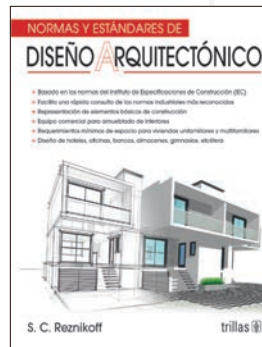 NORMAS Y ESTÁNDARES DE
DISEÑO ARQUITECTÓNICO
Basado en las normas del Instituto de Especificaciones de Construcción (IEC)
Facilita una rápida consulta de las normas industriales más reconocidas
Representación de elementos básicos de construcción
Equipo comercial para amueblado de interiores
Requerimientos mínimos de espacio para viviendas unifamiliares y multifamiliares
Diseño de hoteles, oficinas, bancos, almacenes, gimnasios, etcétera
S. C. Reznikoff
trillas